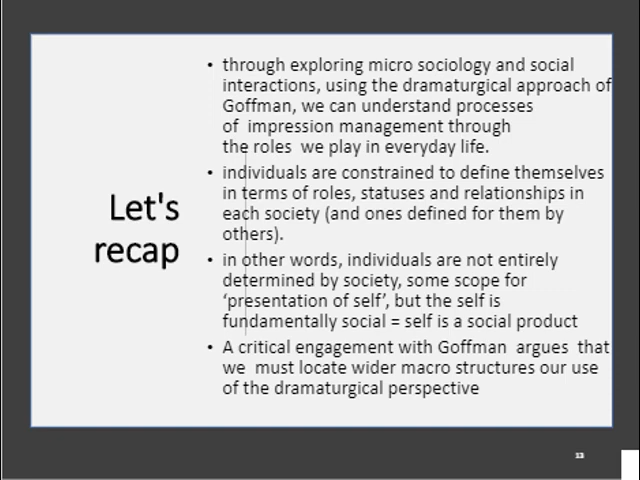 Let's
recap
• through exploring micro sociology and social
interactions, using the dramaturgical approach of
Goffman, we can understand processes
of  impression management through
the roles  we play in everyday life.
• individuals are constrained to define themselves
in terms of roles, statuses and relationships in
each society (and ones defined for them by
others).
• in other words, individuals are not entirely
determined by society, some scope for
‘presentation of self’, but the self is
fundamentally social = self is a social product
• A critical engagement with Goffman  argues  that
we  must locate wider macro structures our use
of the dramaturgical perspective
13